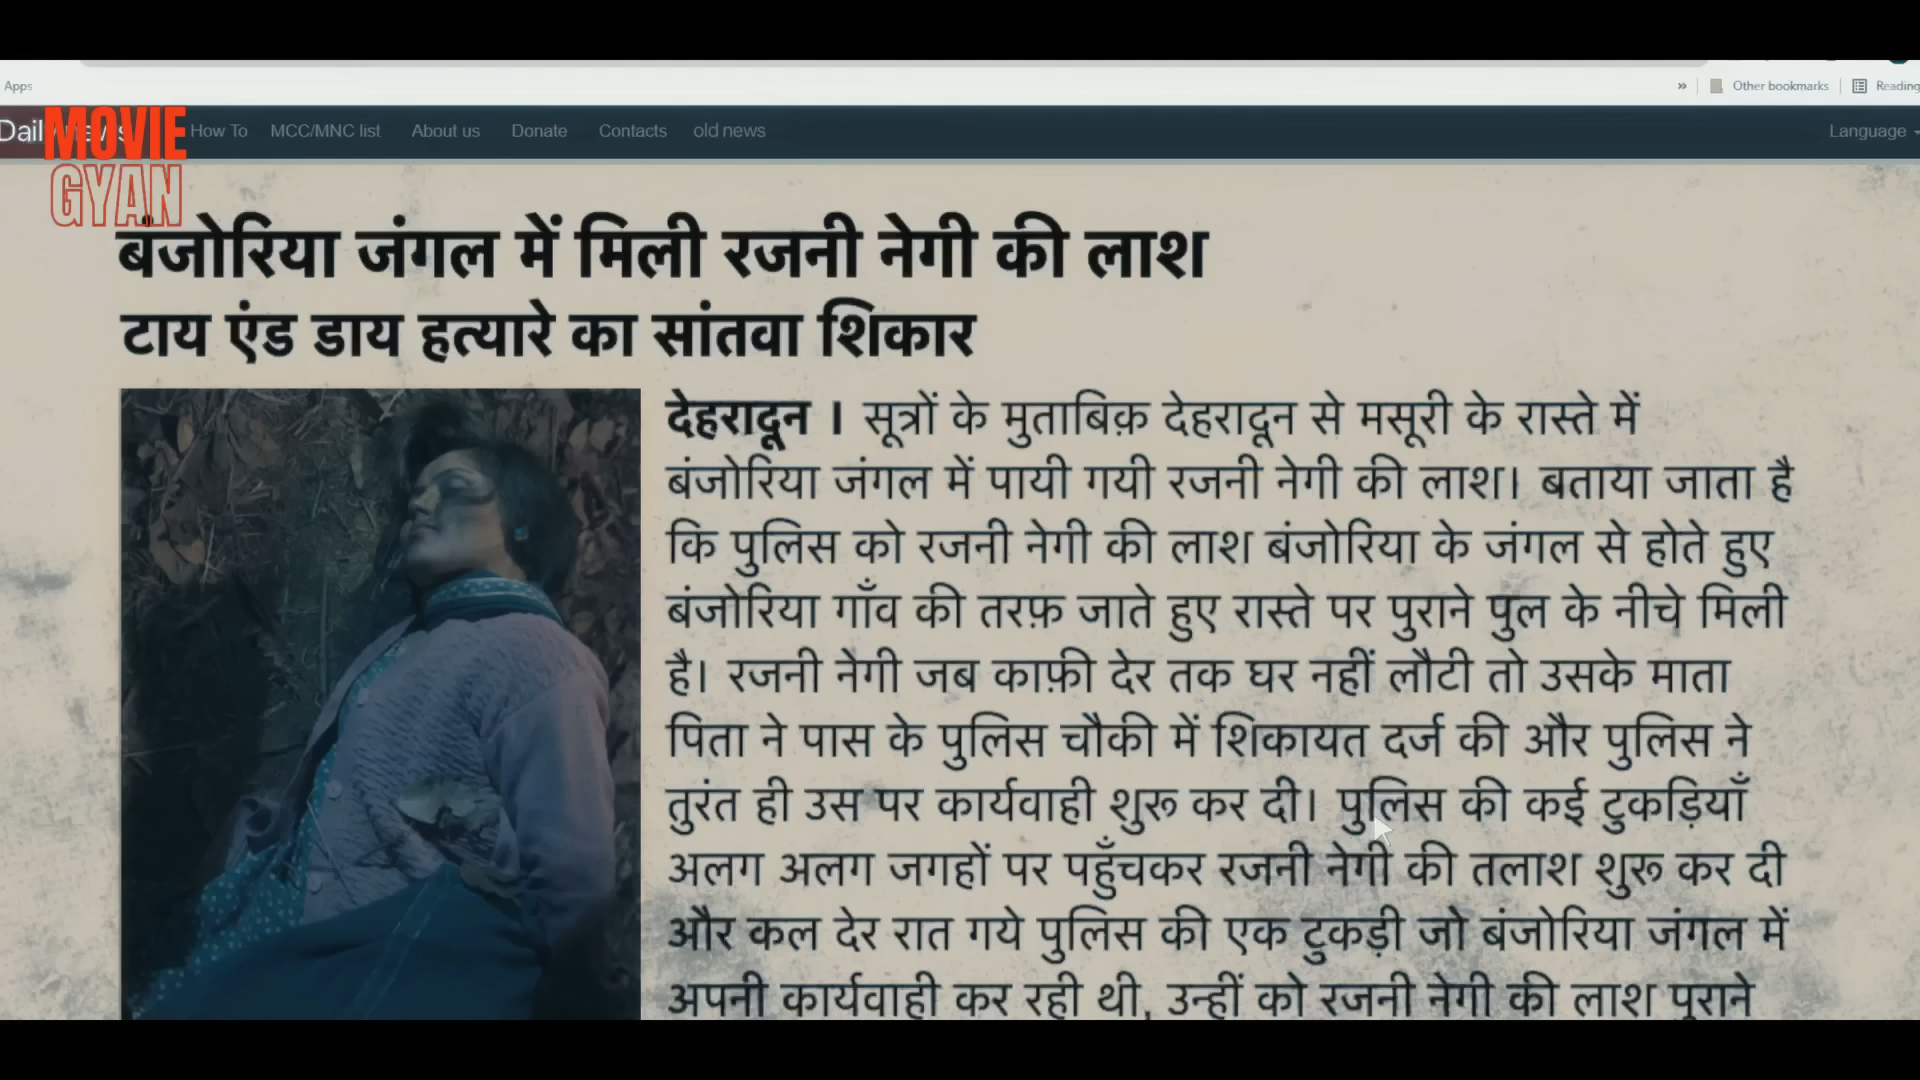 Apps
» Other bookmarks Reading
MOVIE
GYAN
How To MCC/MNC list About us Donate Contacts old news Language
बंजोरिया जंगल में मिली रजनी नेगी की लाश
टाय एंड डाय हत्यारे का सांतवा शिकार
देहरादून । सूत्रों के मुताबिक़ देहरादून से मसूरी के रास्ते में
बंजोरिया जंगल में पायी गयी रजनी नेगी की लाश। बताया जाता है
कि पुलिस को रजनी नेगी की लाश बंजोरिया के जंगल से होते हुए
बंजोरिया गाँव की तरफ़ जाते हुए रास्ते पर पुराने पुल के नीचे मिली
है। रजनी नेगी जब काफ़ी देर तक घर नहीं लौटी तो उसके माता
पिता ने पास के पुलिस चौकी में शिकायत दर्ज की और पुलिस ने
तुरंत ही उस पर कार्यवाही शुरू कर दी। पुलिस की कई टुकड़ियाँ
अलग अलग जगहों पर पहुँचकर रजनी नेगी की तलाश शुरू कर दी
और कल देर रात गये पुलिस की एक टुकड़ी जो बंजोरिया जंगल में
अपनी कार्यवाही कर रही थी, उन्हीं को रजनी नेगी की लाश पुराने